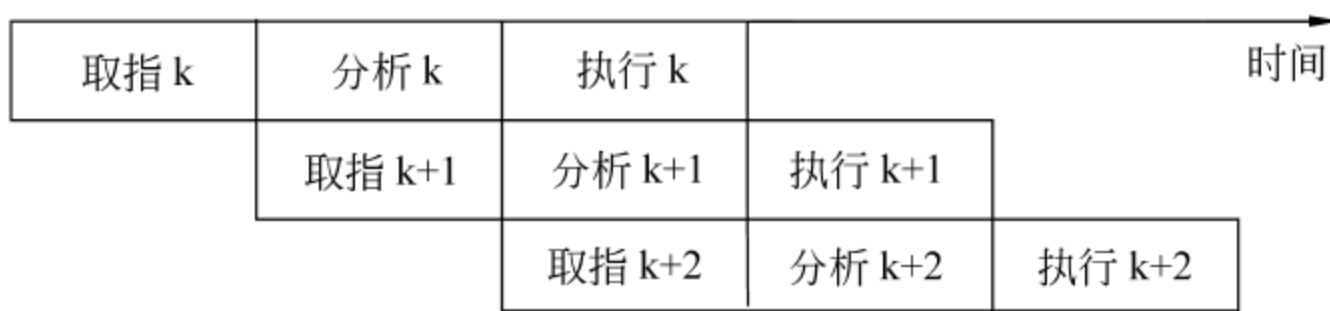 取指 k 分析 k 执行 k 时间
取指 k+1 分析 k+1 执行 k+1
取指 k+2 分析 k+2 执行 k+2